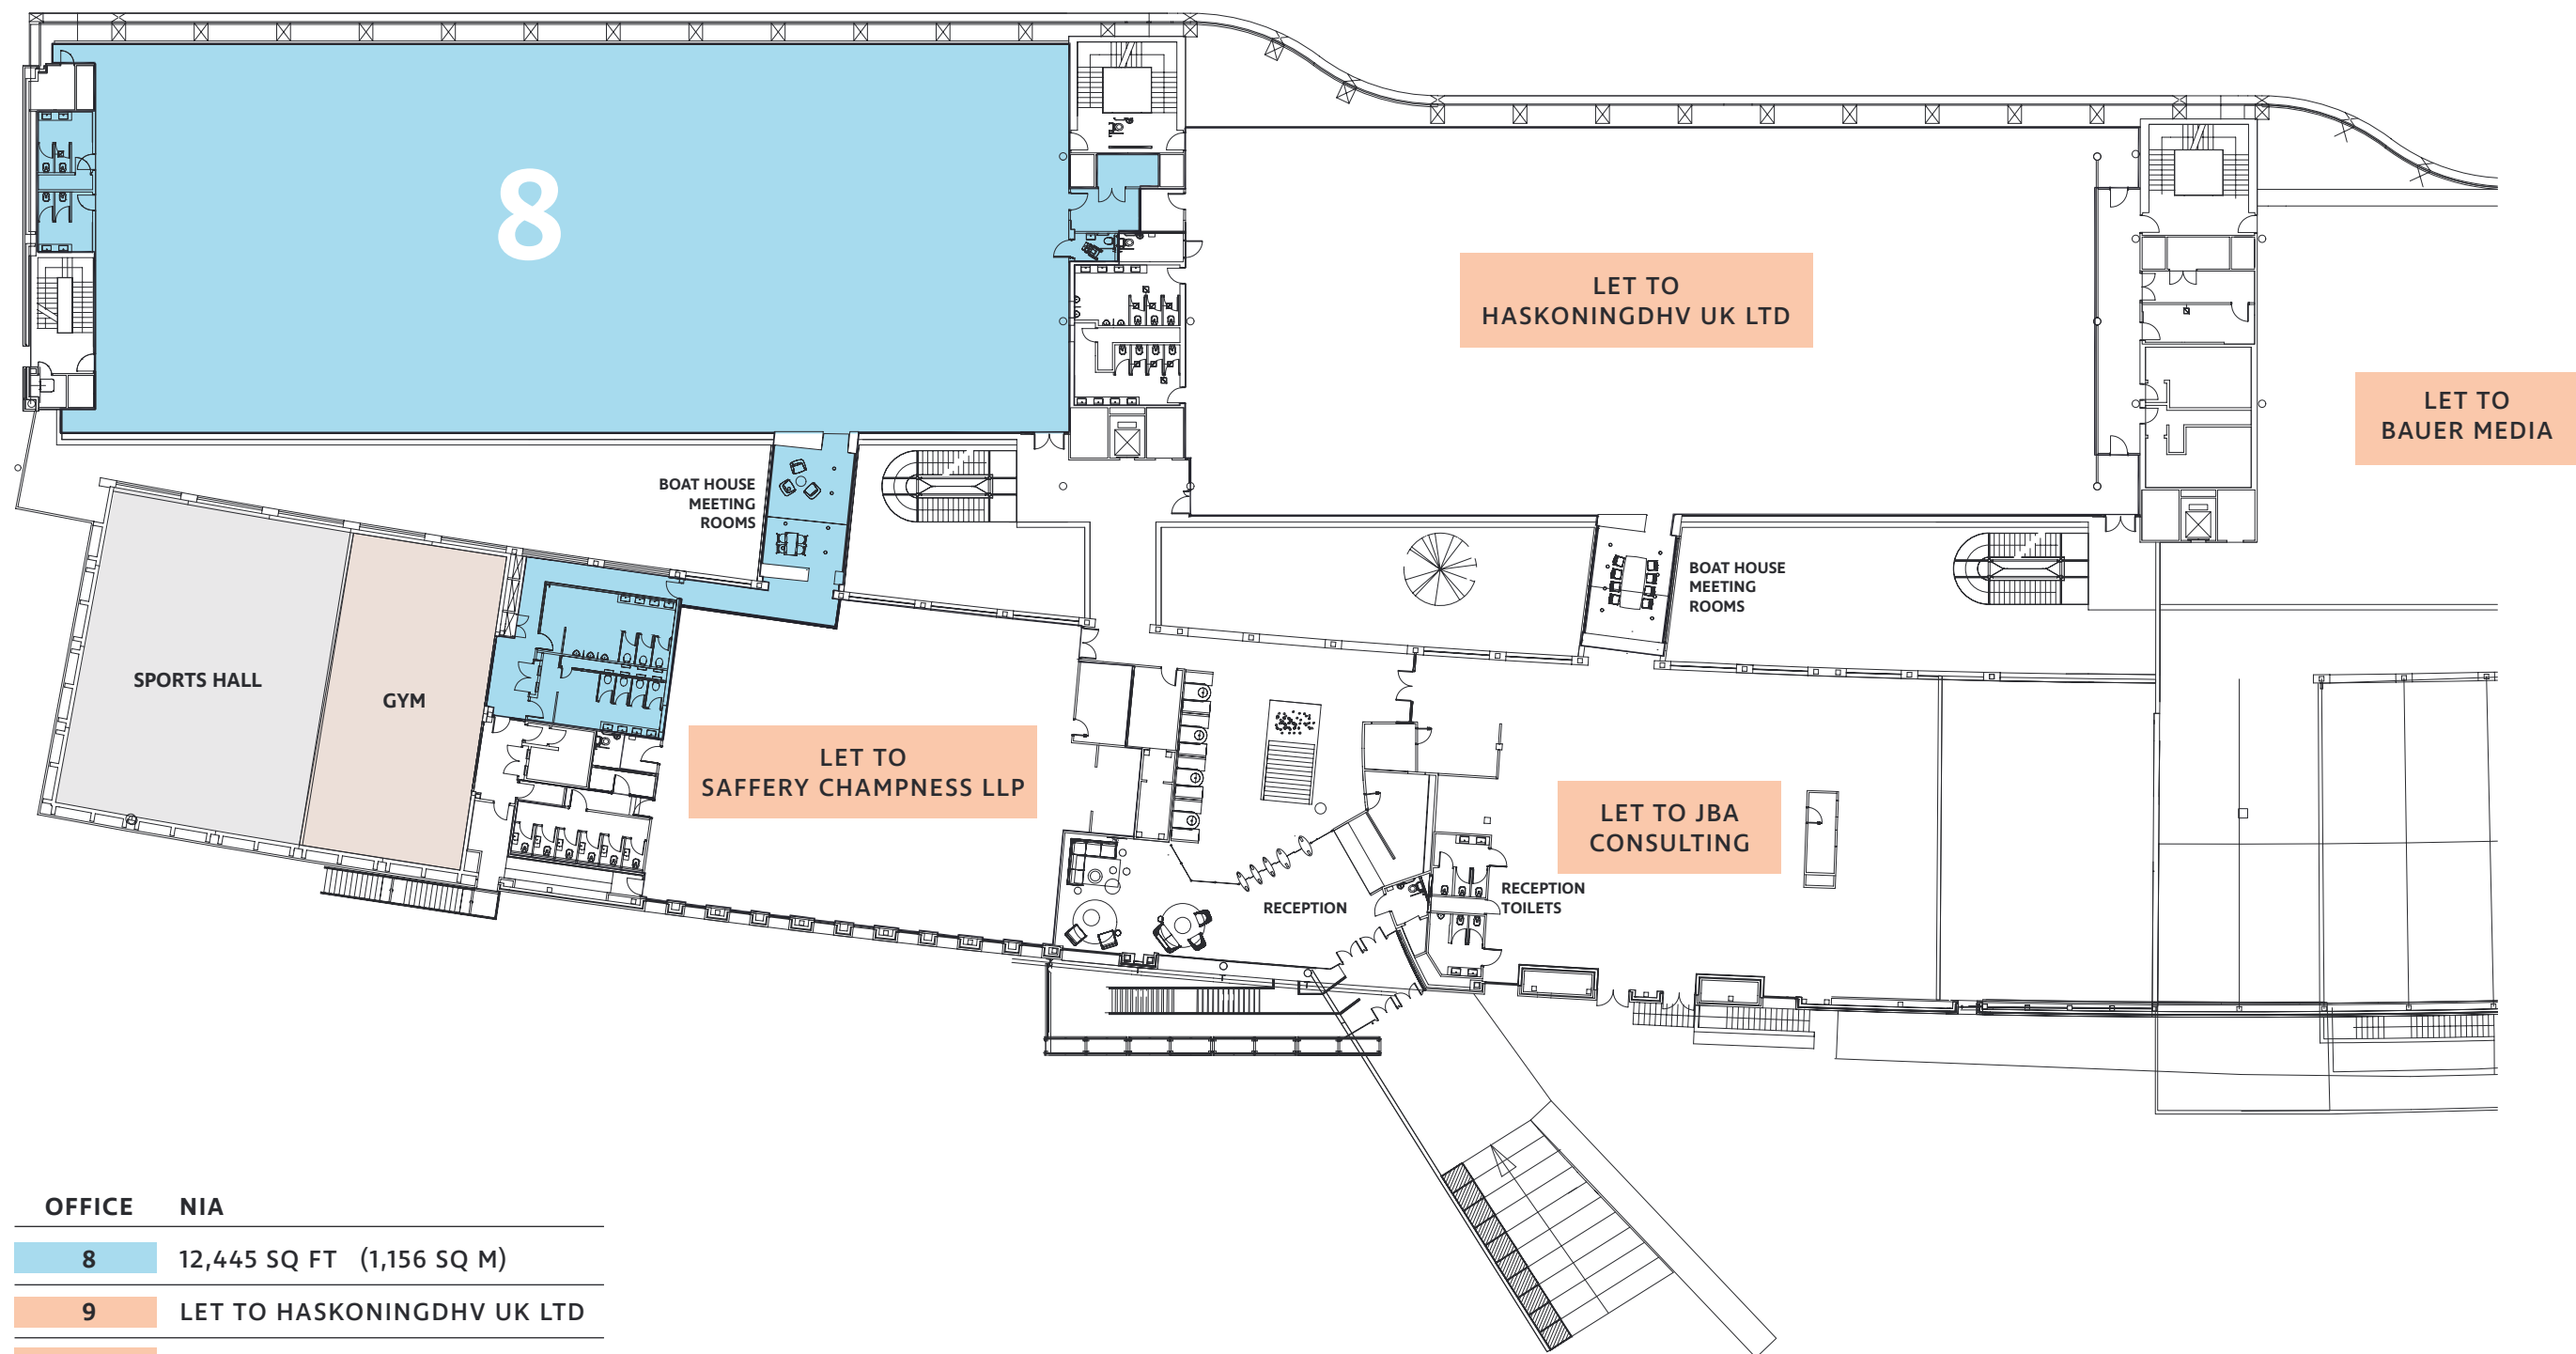 8
LET TO
HASKONINGDHV UK LTD
LET TO
BAUER MEDIA
BOAT HOUSE
MEETING
ROOMS
BOAT HOUSE
MEETING
ROOMS
SPORTS HALL
GYM
LET TO
SAFFERY CHAMPNESS LLP
LET TO JBA
CONSULTING
RECEPTION
RECEPTION
TOILETS
OFFICE NIA
8 12,445 SQ FT (1,156 SQ M)
9 LET TO HASKONINGDHV UK LTD